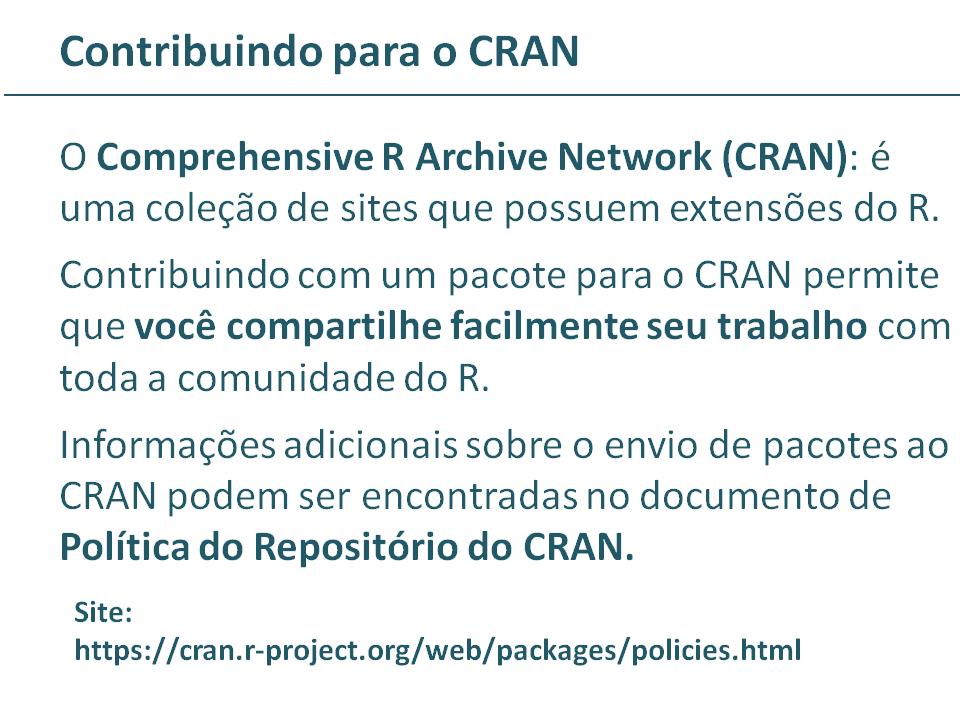 Contribuindo para o CRAN
O Comprehensive R Archive Network (CRAN): é
uma coleção de sites que possuem extensões do R.
Contribuindo com um pacote para o CRAN permite
que você compartilhe facilmente seu trabalho com
toda a comunidade do R.
Informações adicionais sobre o envio de pacotes ao
CRAN podem ser encontradas no documento de
Política do Repositório do CRAN.
Site:
https://cran.r-project.org/web/packages/policies.html